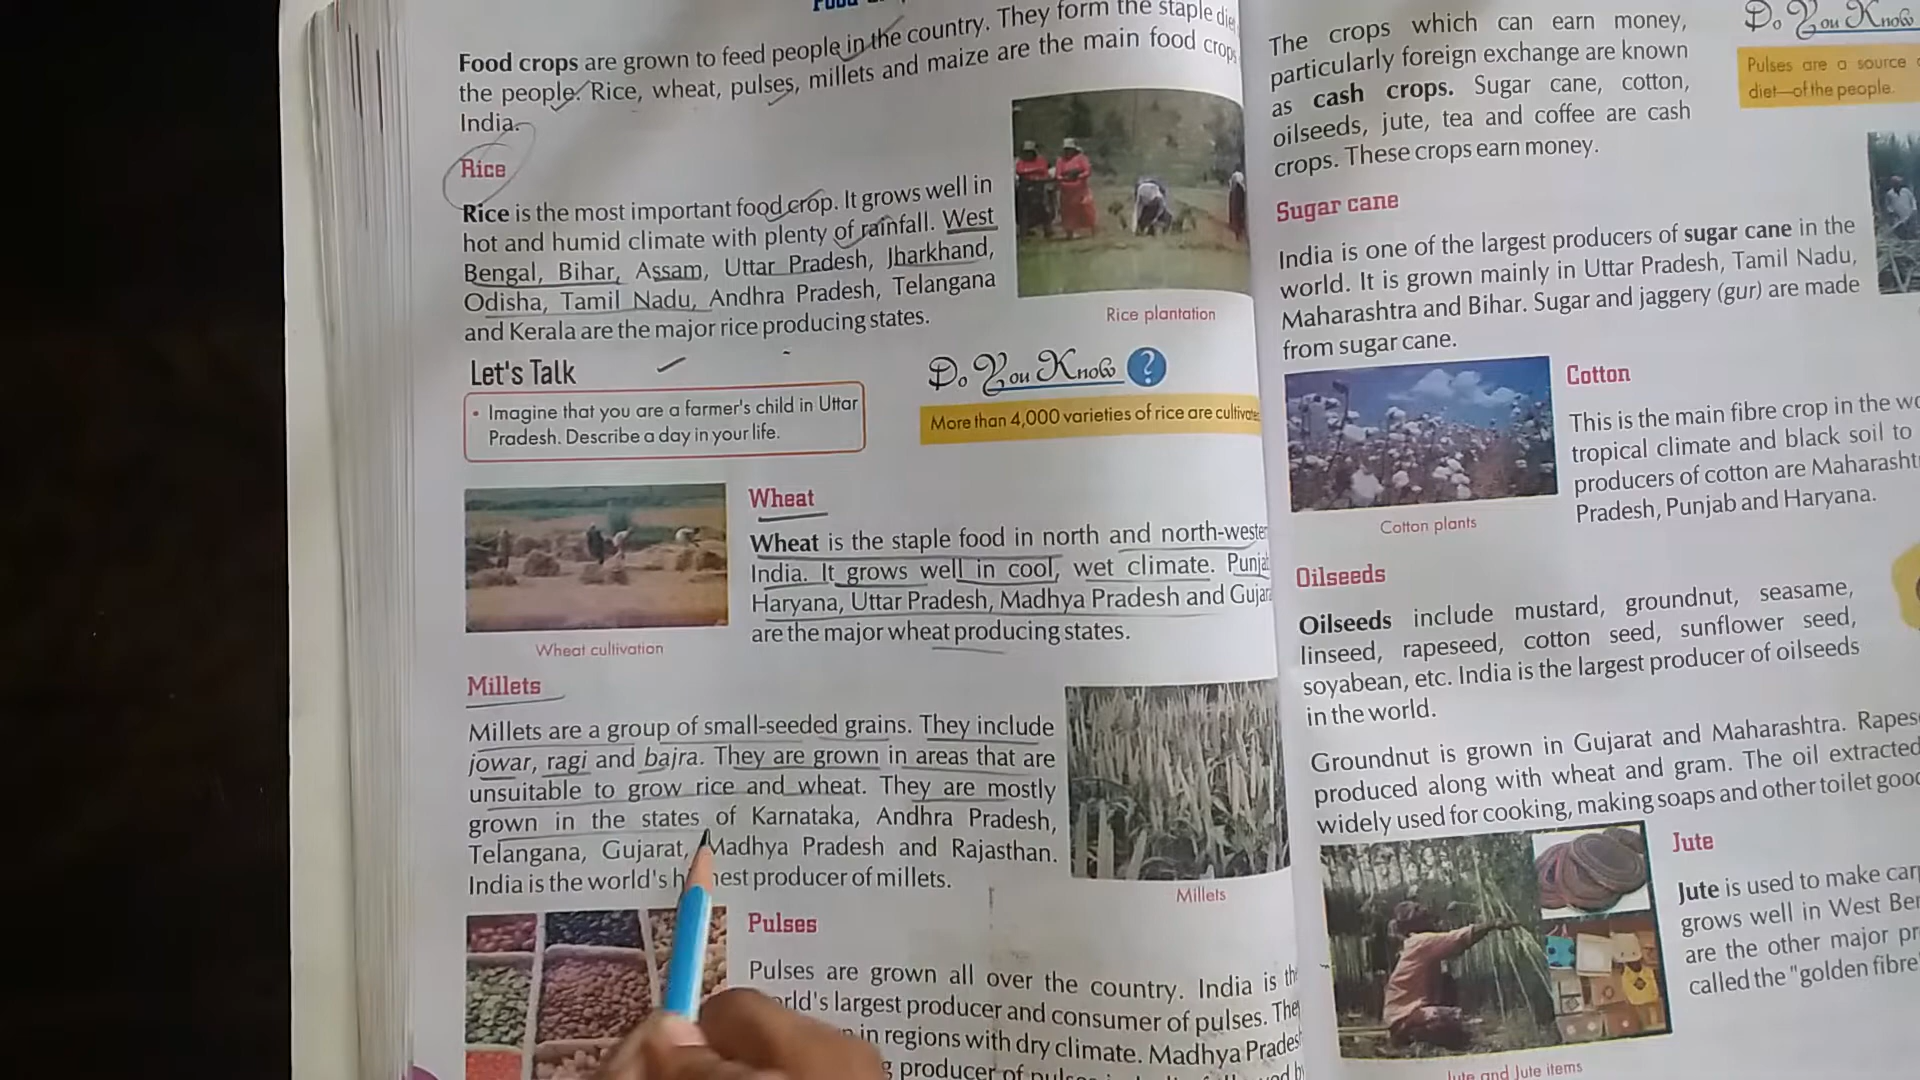 Food crops are grown to feed people in the country. They form the staple
the people. Rice, wheat, pulses, millets and maize are the main food crops
India.
Rice
Rice is the most important food crop. It grows well in
hot and humid climate with plenty of rainfall. West
Bengal, Bihar, Assam, Uttar Pradesh, Jharkhand,
Odisha, Tamil Nadu, Andhra Pradesh, Telangana
and Kerala are the major rice producing states.
Rice plantation
Let's Talk
• Imagine that you are a farmer's child in Uttar
Pradesh. Describe a day in your life.
Do You Know ?
More than 4,000 varieties of rice are
Wheat cultivation
Wheat
Wheat is the staple food in north and
India. It grows well in cool, wet climate.
Haryana, Uttar Pradesh, Madhya Pradesh and
are the major wheat producing states.
Millets
Millets are a group of small-seeded grains. They include
jowar, ragi and bajra. They are grown in areas that are
unsuitable to grow rice and wheat. They are mostly
grown in the states of Karnataka, Andhra Pradesh,
Telangana, Gujarat, Madhya Pradesh and Rajasthan.
India is the world's producer of millets.
Millets
Pulses
Pulses are grown all over the country. India is
largest producer and consumer of pulses.
in regions with dry climate. Madhya
producer of
The crops which can earn money,
particularly foreign exchange are known
as cash crops. Sugar cane, cotton,
oilseeds, jute, tea and coffee are cash
crops. These crops earn money.
Do You Know
Pulses are a source
diet—of the people.
Sugar cane
India is one of the largest producers of sugar cane in the
world. It is grown mainly in Uttar Pradesh, Tamil Nadu,
Maharashtra and Bihar. Sugar and jaggery (gur) are made
from sugar cane.
Cotton plants
Cotton
This is the main fibre crop in the
tropical climate and black soil to
producers of cotton are
Pradesh, Punjab and Haryana.
Oilseeds
Oilseeds include mustard, groundnut, seasame,
linseed, rapeseed, cotton seed, sunflower seed,
soyabean, etc. India is the largest producer of oilseeds
in the world.
Groundnut is grown in Gujarat and Maharashtra.
produced along with wheat and gram. The oil extracted
widely used for cooking, making soaps and other toilet
Jute
Jute is used to make
grows well in West
are the other major
called the "golden fibre"
Jute and Jute items